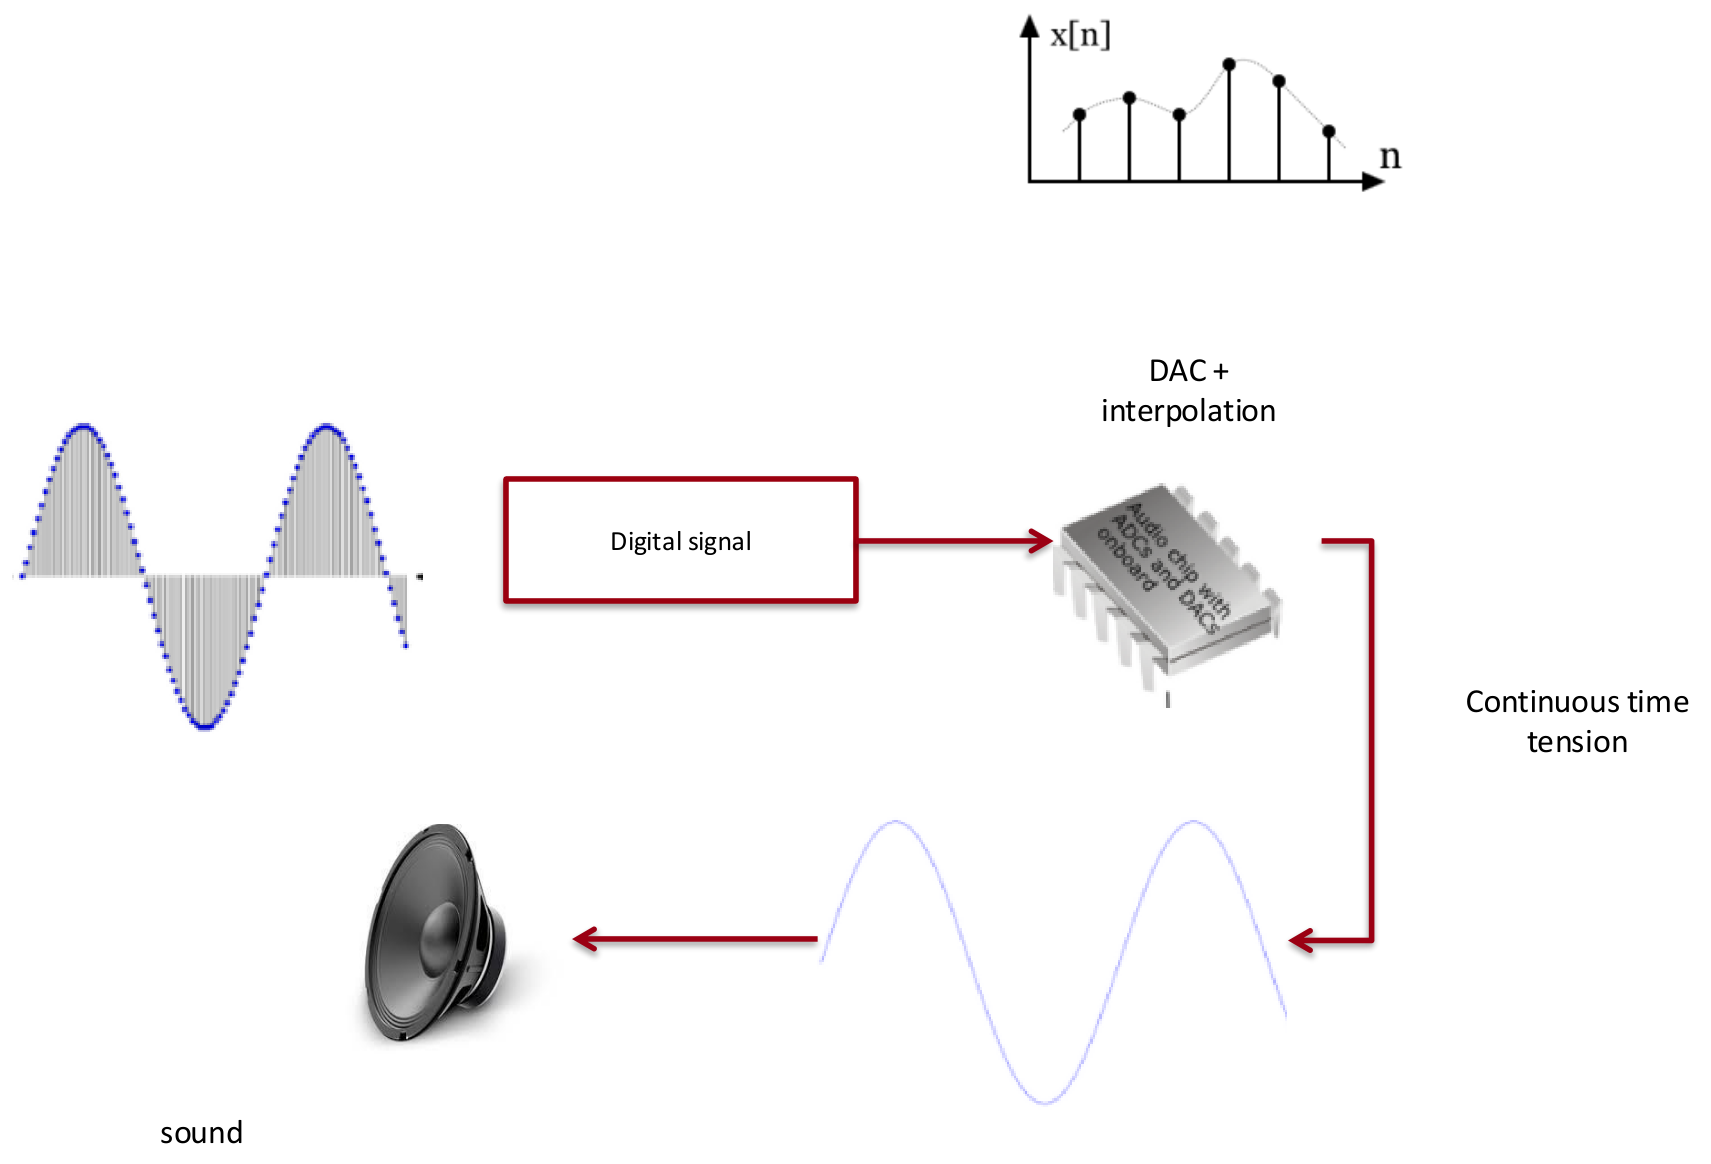 x[n]
n
DAC +
interpolation
Digital signal
Audio chip with
ADCs and DACs
onboard
Continuous time
tension
sound